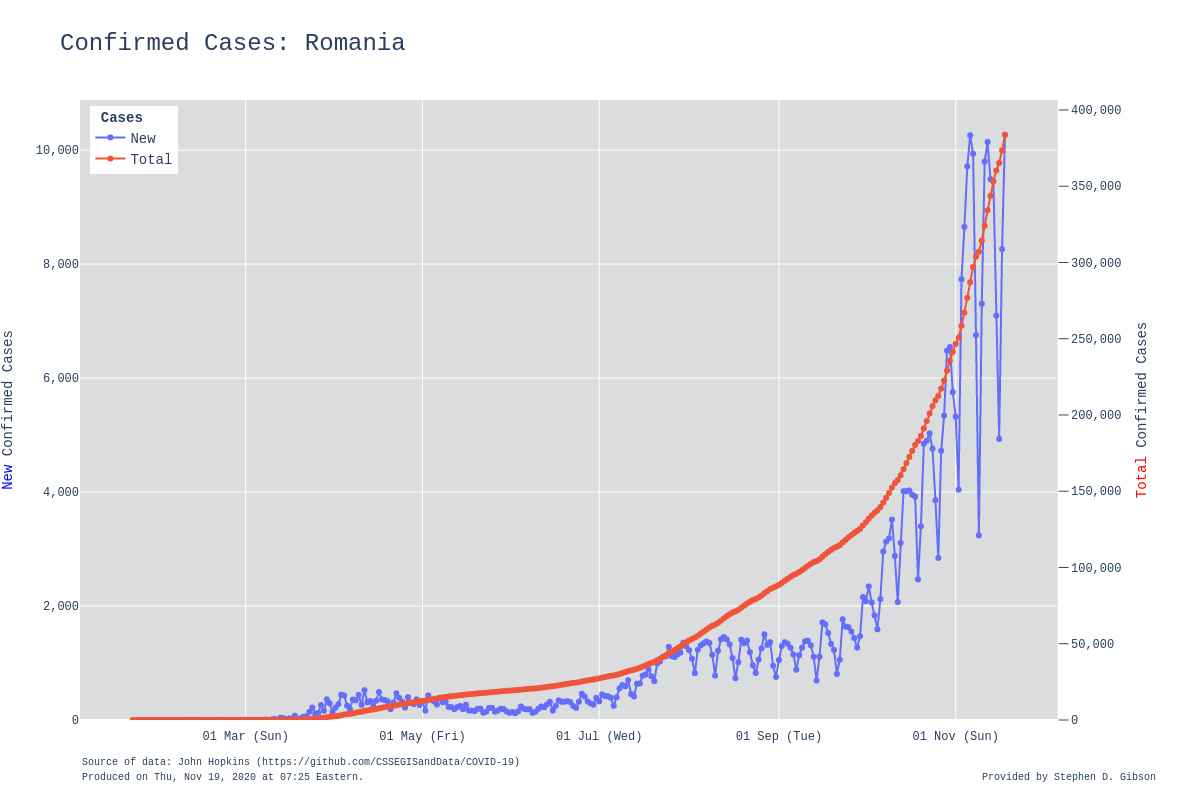 Confirmed Cases: Romania
Cases
New
Total
10,000
8,000
6,000
4,000
2,000
0
New Confirmed Cases
400,000
350,000
300,000
250,000
200,000
150,000
100,000
50,000
0
Total Confirmed Cases
01 Mar (Sun)
01 May (Fri)
01 Jul (Wed)
01 Sep (Tue)
01 Nov (Sun)
Source of data: John Hopkins (https://github.com/CSSEGISandData/COVID-19)
Produced on Thu, Nov 19, 2020 at 07:25 Eastern.
Provided by Stephen D. Gibson